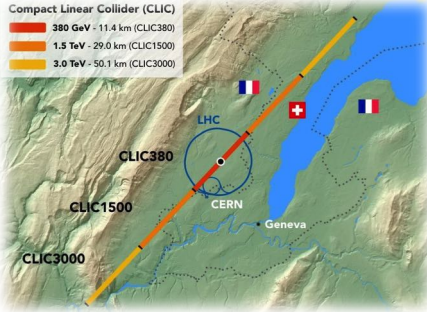 Compact Linear Collider (CLIC)
380 GeV - 11.4 km (CLIC380)
1.5 TeV - 29.0 km (CLIC1500)
3.0 TeV - 50.1 km (CLIC3000)
LHC
CLIC380
CLIC1500
CERN
Geneva
CLIC3000